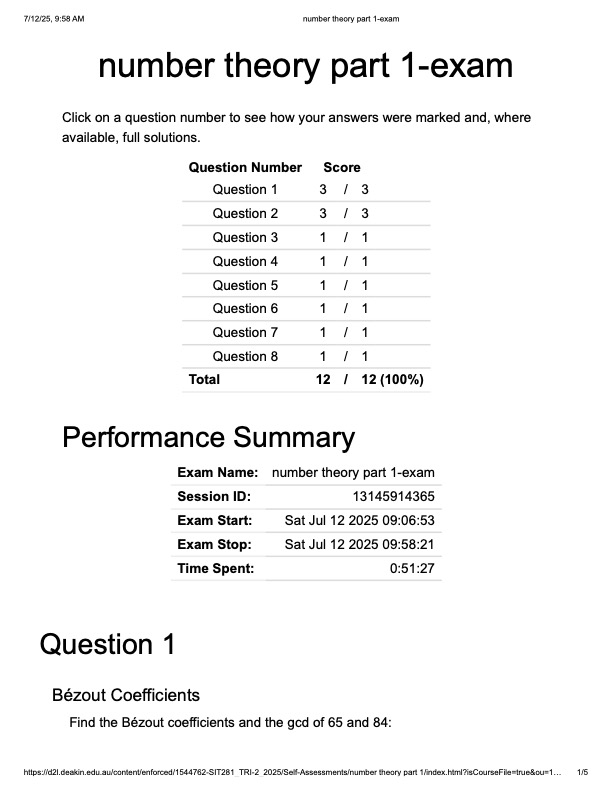 7/12/25, 9:58 AM number theory part 1-exam
number theory part 1-exam
Click on a question number to see how your answers were marked and, where
available, full solutions.
Question Number Score
Question 1 3 / 3
Question 2 3 / 3
Question 3 1 / 1
Question 4 1 / 1
Question 5 1 / 1
Question 6 1 / 1
Question 7 1 / 1
Question 8 1 / 1
Total 12 / 12 (100%)
Performance Summary
Exam Name: number theory part 1-exam
Session ID: 13145914365
Exam Start: Sat Jul 12 2025 09:06:53
Exam Stop: Sat Jul 12 2025 09:58:21
Time Spent: 0:51:27
Question 1
Bézout Coefficients
Find the Bézout coefficients and the gcd of 65 and 84:
https://d2l.deakin.edu.au/content/enforced/1544762-SIT281_TRI-2_2025/Self-Assessments/number theory part 1/index.html?isCourseFile=true&ou=1… 1/5